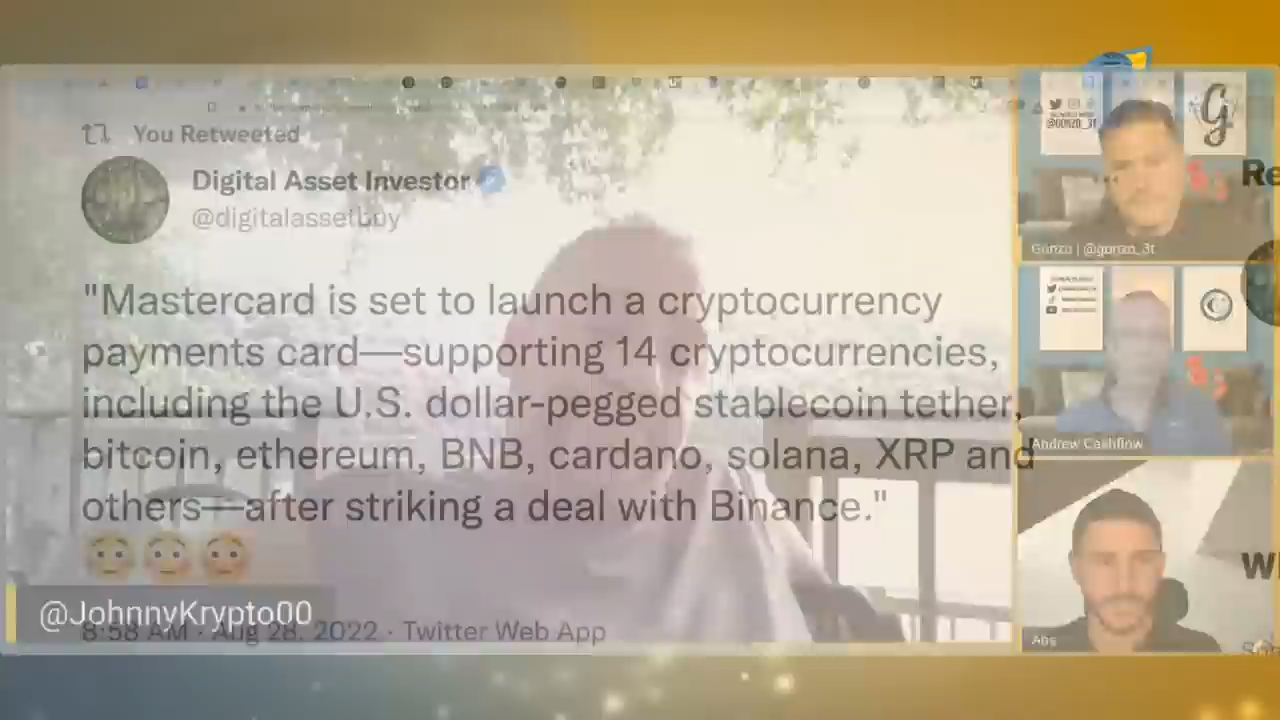 You Retweeted
Digital Asset Investor
@digitalassetbuy
"Mastercard is set to launch a cryptocurrency
payments card—supporting 14 cryptocurrencies,
including the U.S. dollar-pegged stablecoin tether,
bitcoin, ethereum, BNB, cardano, solana, XRP and
others—after striking a deal with Binance."
😳😳😳
8:58 AM · Aug 28, 2022 · Twitter Web App
@JohnnyKrypto00
@GONZO_3T
G
Gonzo | @gonzo_3t
Andrew Cashflow
Abs
Re